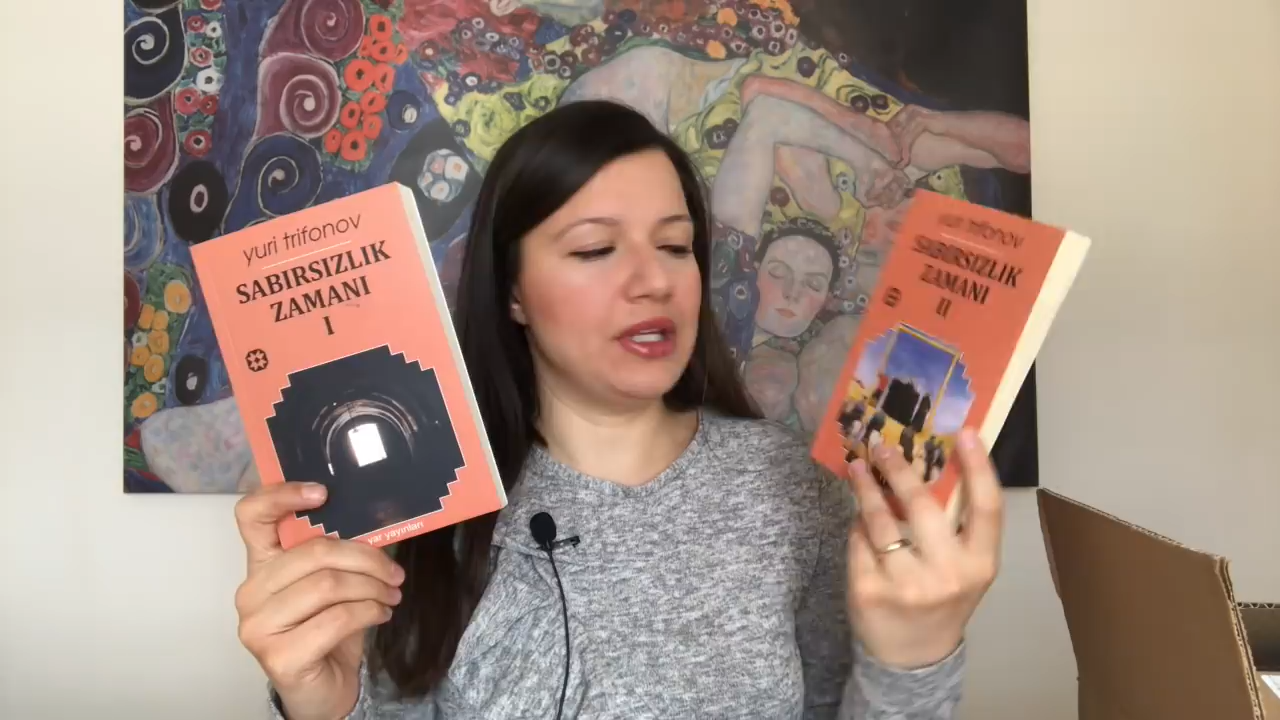 yuri trifonov
SABIRSIZLIK
ZAMANI
I
yar yayınları
yuri trifonov
SABIRSIZLIK
ZAMANI
II